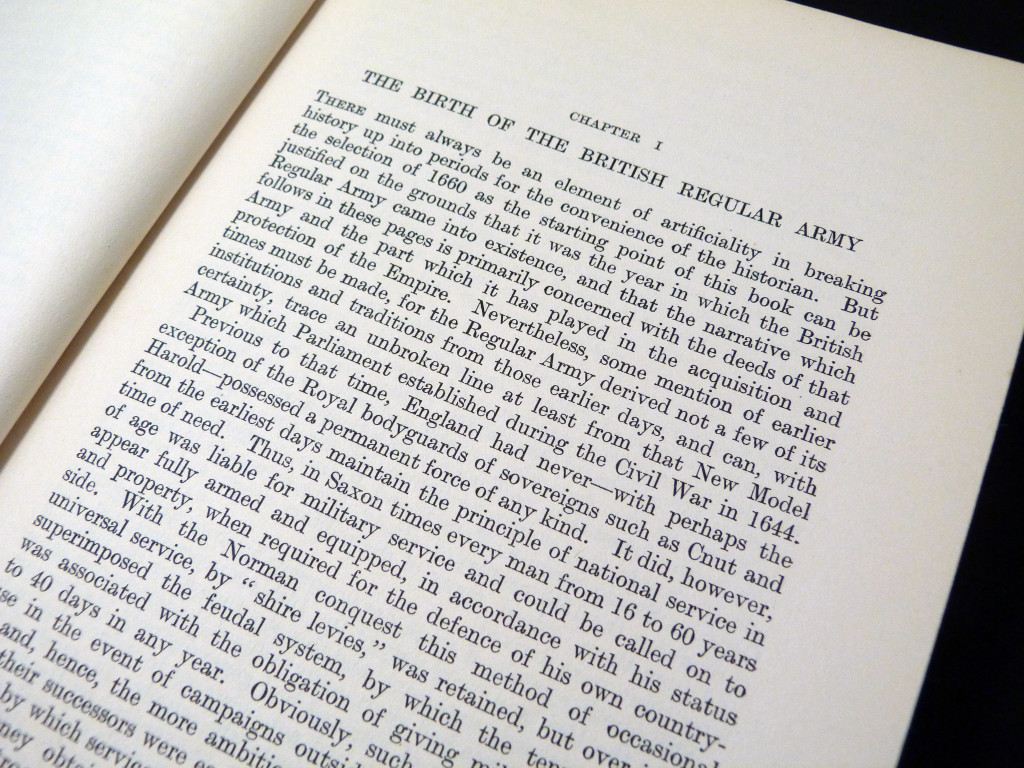 CHAPTER I
THE BIRTH OF THE BRITISH REGULAR ARMY
THERE must always be an element of artificiality in breaking
history up into periods for the convenience of the historian. But
the selection of 1660 as the starting point of this book can be
justified on the grounds that it was the year in which the British
Regular Army came into existence, and that the narrative which
follows in these pages is primarily concerned with the deeds of that
Army and the part which it has played in the acquisition and
protection of the Empire. Nevertheless, some mention of earlier
times must be made, for the Regular Army derived not a few of its
institutions and traditions from those earlier days, and can, with
certainty, trace an unbroken line at least from that New Model
Army which Parliament established during the Civil War in 1644.
Previous to that time, England had never—with perhaps the
exception of the Royal bodyguards of sovereigns such as Cnut and
Harold—possessed a permanent force of any kind. It did, however,
from the earliest days maintain the principle of national service in
time of need. Thus, in Saxon times every man from 16 to 60 years
of age was liable for military service and could be called on to
appear fully armed and equipped, in accordance with his status
and property, when required for the defence of his own country-
side. With the Norman conquest this method of occasional
universal service, by “shire levies,” was retained, but over
superimposed the feudal system, by which the
was associated with the obligation of giving
to 40 days in any year. Obviously, such
in the event of campaigns
and, hence, the more
their successors were
by which